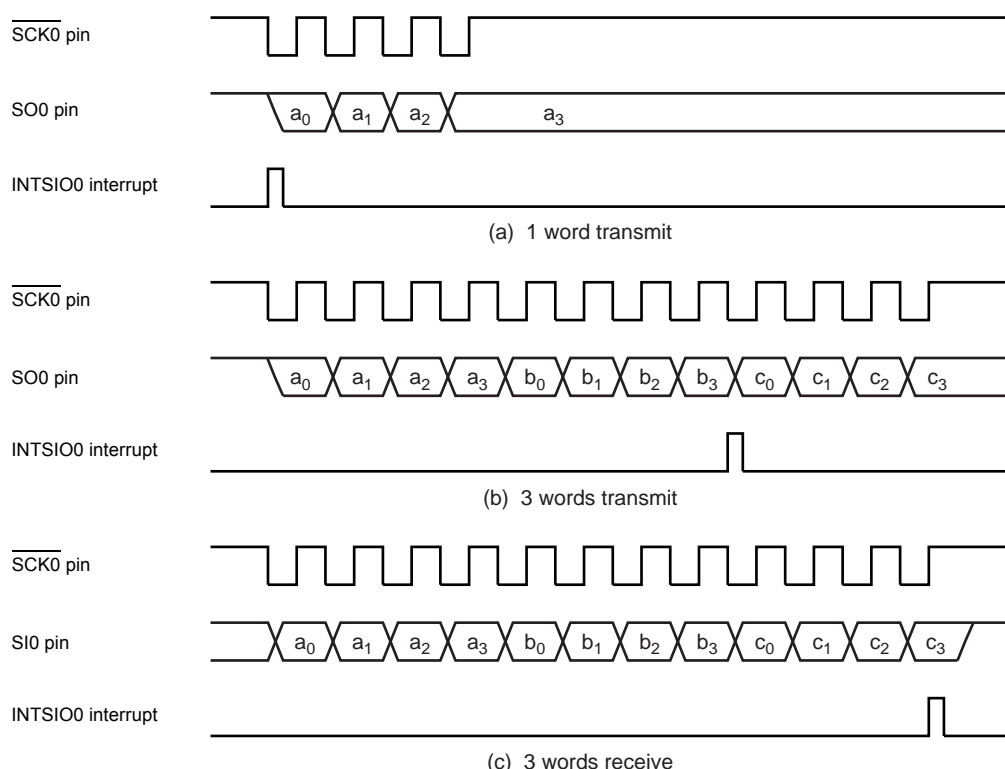 SCK0 pin
SO0 pin
a0 a1 a2 a3
INTSIO0 interrupt
(a) 1 word transmit
SCK0 pin
SO0 pin
a0 a1 a2 a3 b0 b1 b2 b3 c0 c1 c2 c3
INTSIO0 interrupt
(b) 3 words transmit
SCK0 pin
SI0 pin
a0 a1 a2 a3 b0 b1 b2 b3 c0 c1 c2 c3
INTSIO0 interrupt
(c) 3 words receive